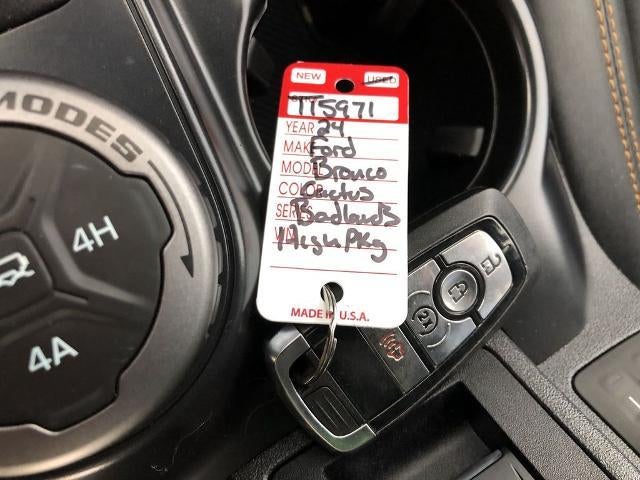 MODES
4H
4A
NEW USED
TT5971
YEAR 24
MAKE Ford
MODEL Bronco
COLOR Cactus
SERIES Badlands
High Pkg
MADE IN U.S.A.